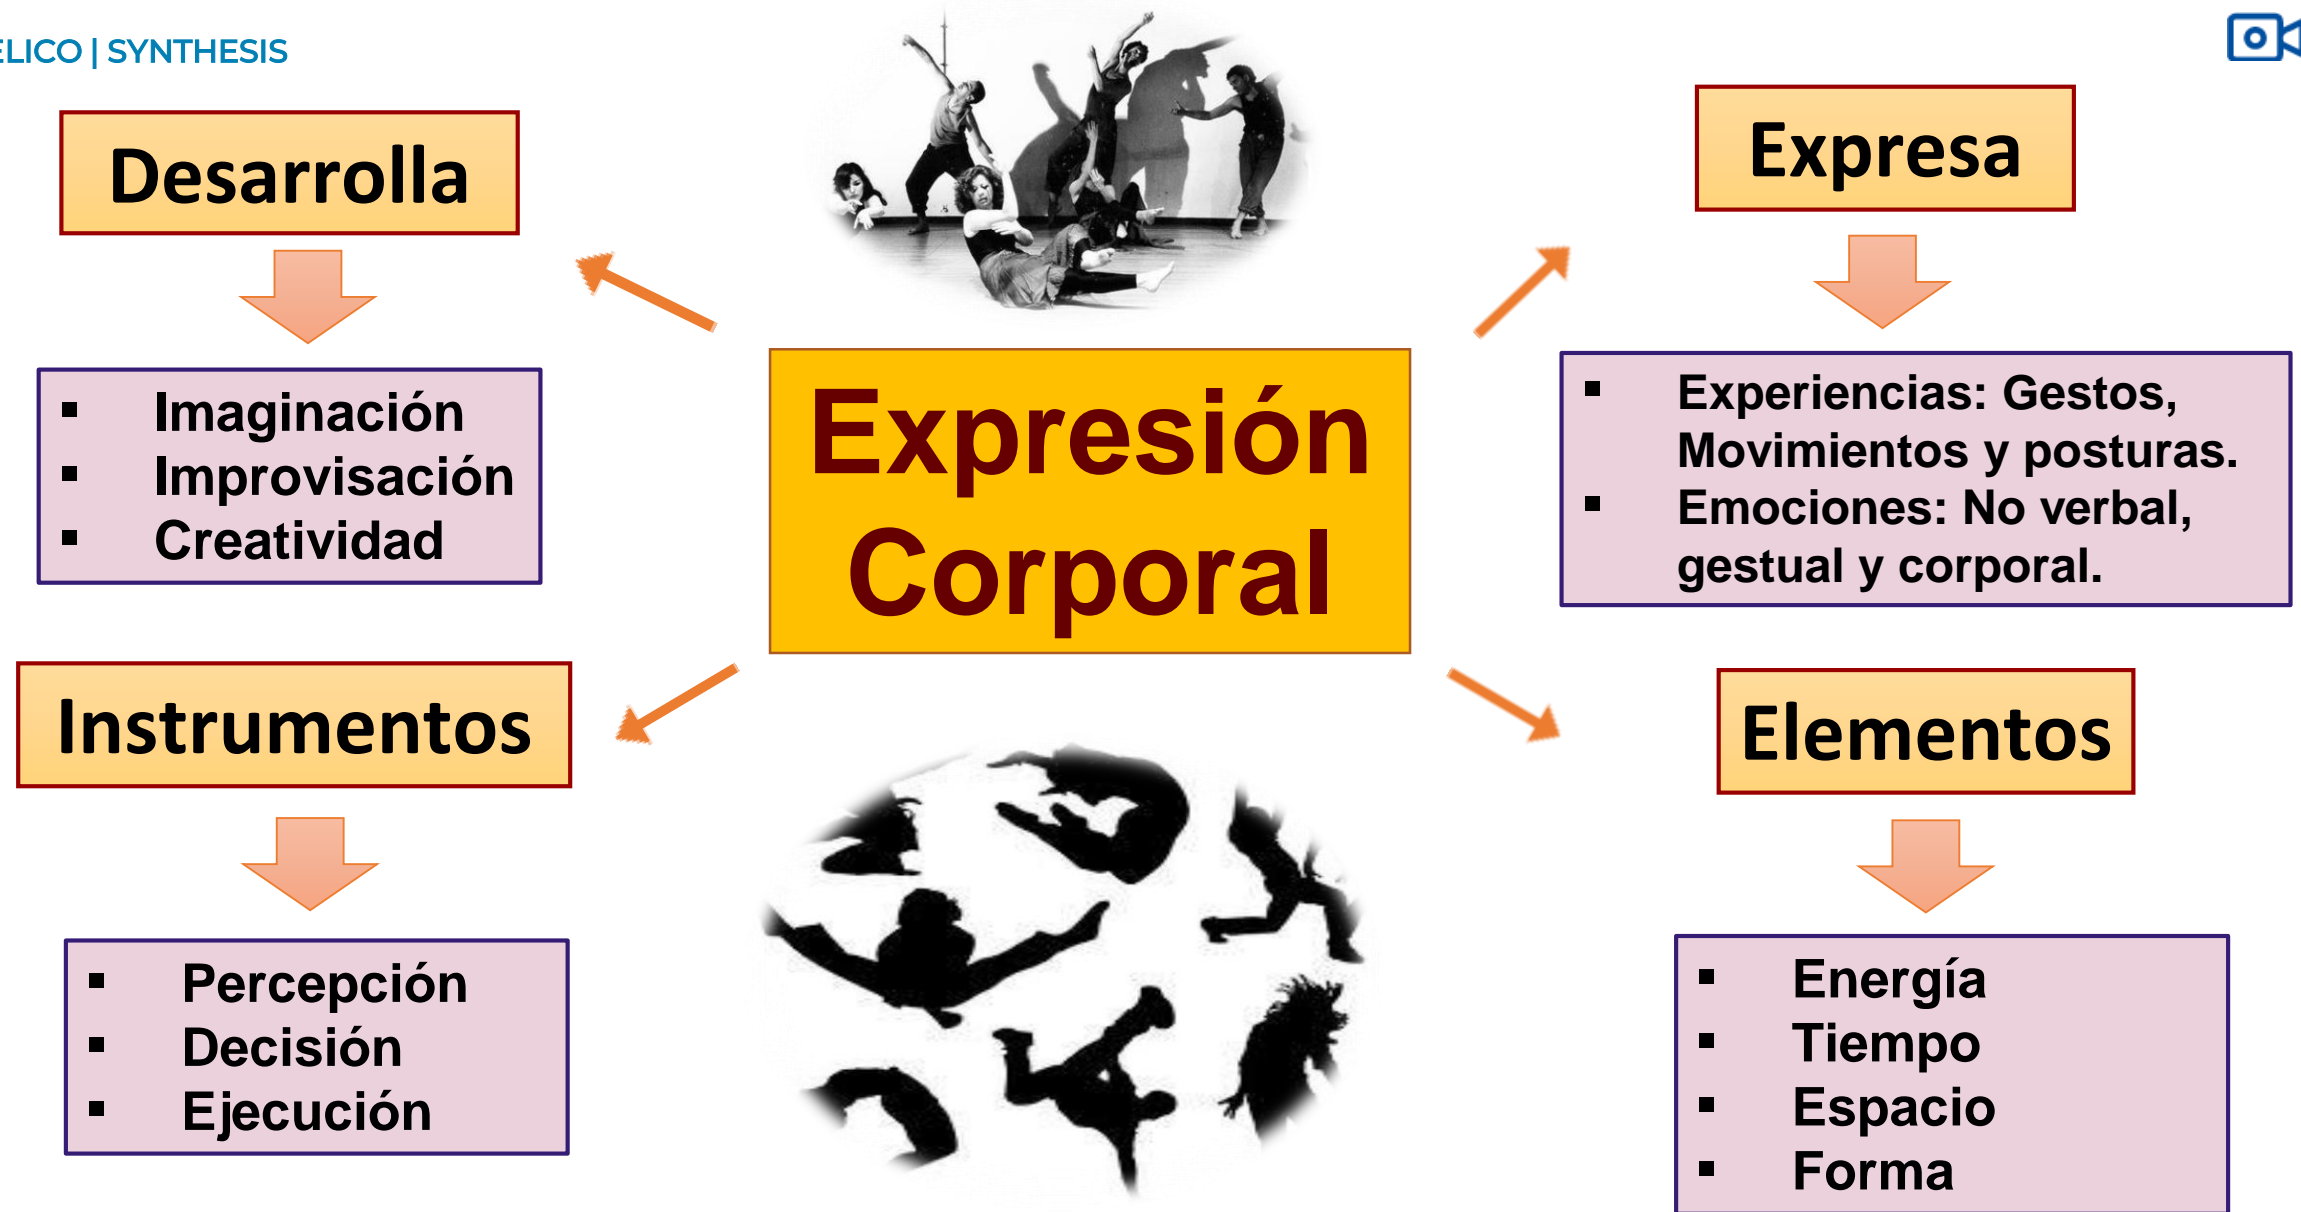 ELICO | SYNTHESIS
Desarrolla
Imaginación
Improvisación
Creatividad
Expresa
Experiencias: Gestos,
Movimientos y posturas.
Emociones: No verbal,
gestual y corporal.
Expresión
Corporal
Instrumentos
Percepción
Decisión
Ejecución
Elementos
Energía
Tiempo
Espacio
Forma